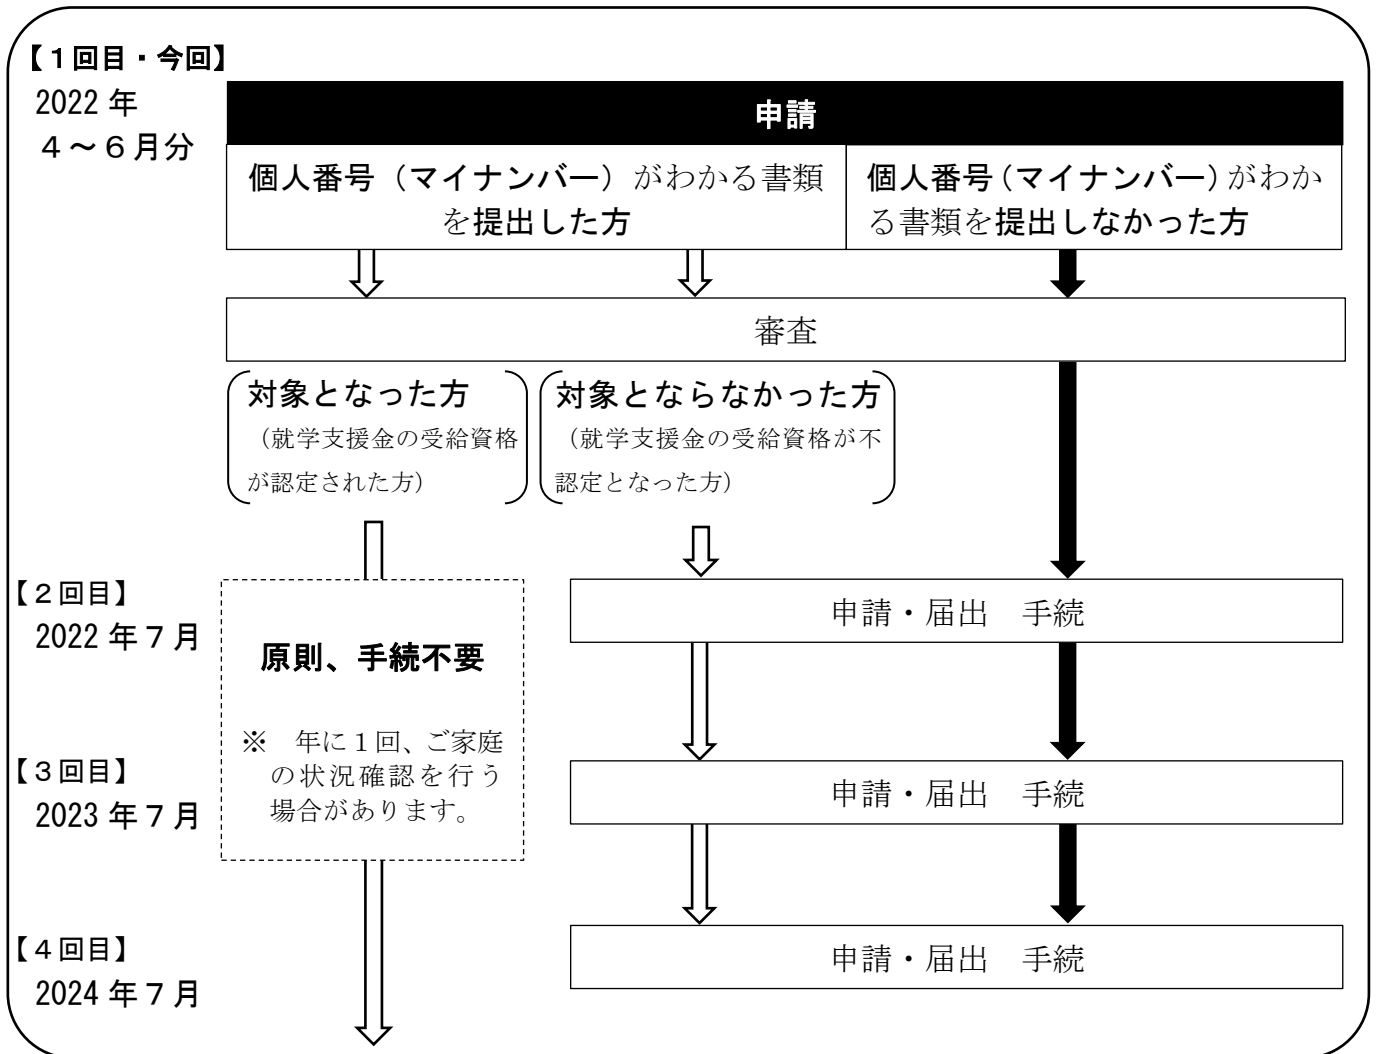 【１回目・今回】
2022 年
４～６月分
申請
個人番号（マイナンバー）がわかる書類
を提出した方
個人番号（マイナンバー）がわか
る書類を提出しなかった方
審査
対象となった方
（就学支援金の受給資格
が認定された方）
対象とならなかった方
（就学支援金の受給資格が不
認定となった方）
【２回目】
2022 年７月
原則、手続不要
※　年に１回、ご家庭
の状況確認を行う
場合があります。
申請・届出　手続
【３回目】
2023 年７月
申請・届出　手続
【４回目】
2024 年７月
申請・届出　手続